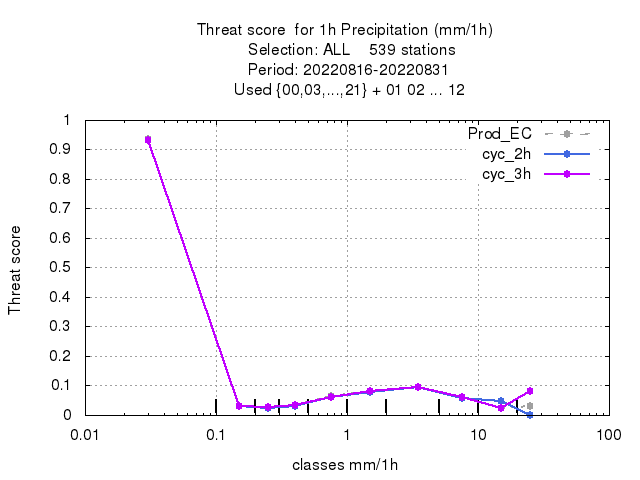 Threat score  for 1h Precipitation (mm/1h)
Selection: ALL    539 stations
Period: 20220816-20220831
Used {00,03,...,21} + 01 02 ... 12
Prod_EC
cyc_2h
cyc_3h
1
0.9
0.8
0.7
0.6
0.5
0.4
0.3
0.2
0.1
0
Threat score
0.01 0.1 1 10 100
classes mm/1h